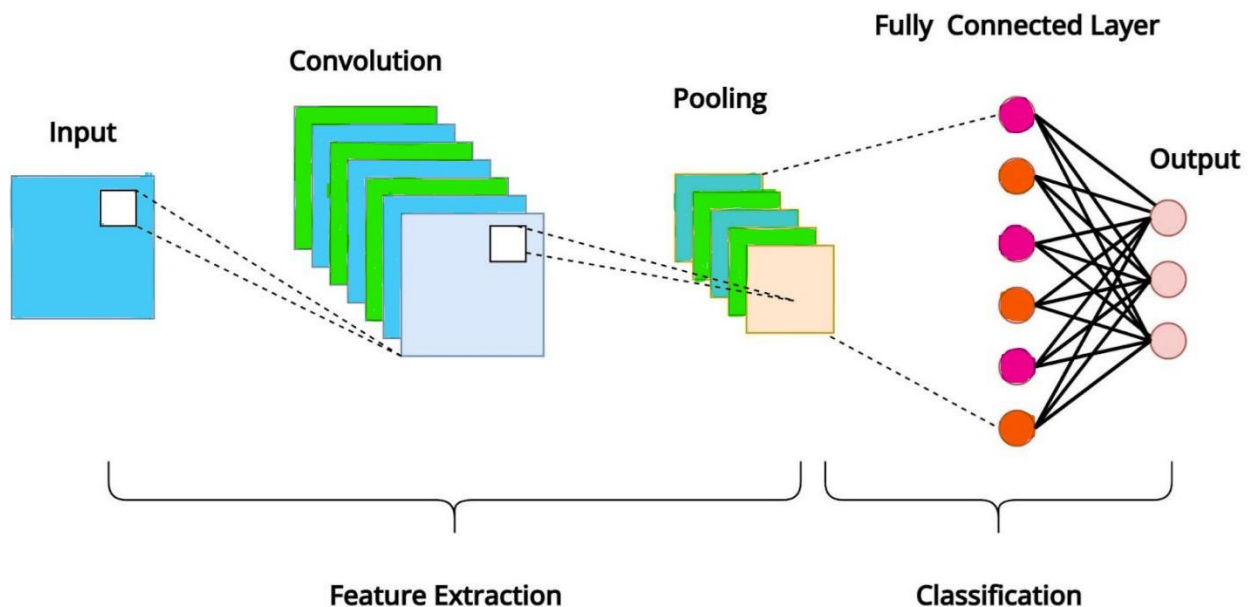 Fully Connected Layer
Convolution
Pooling
Input
Output
Feature Extraction
Classification